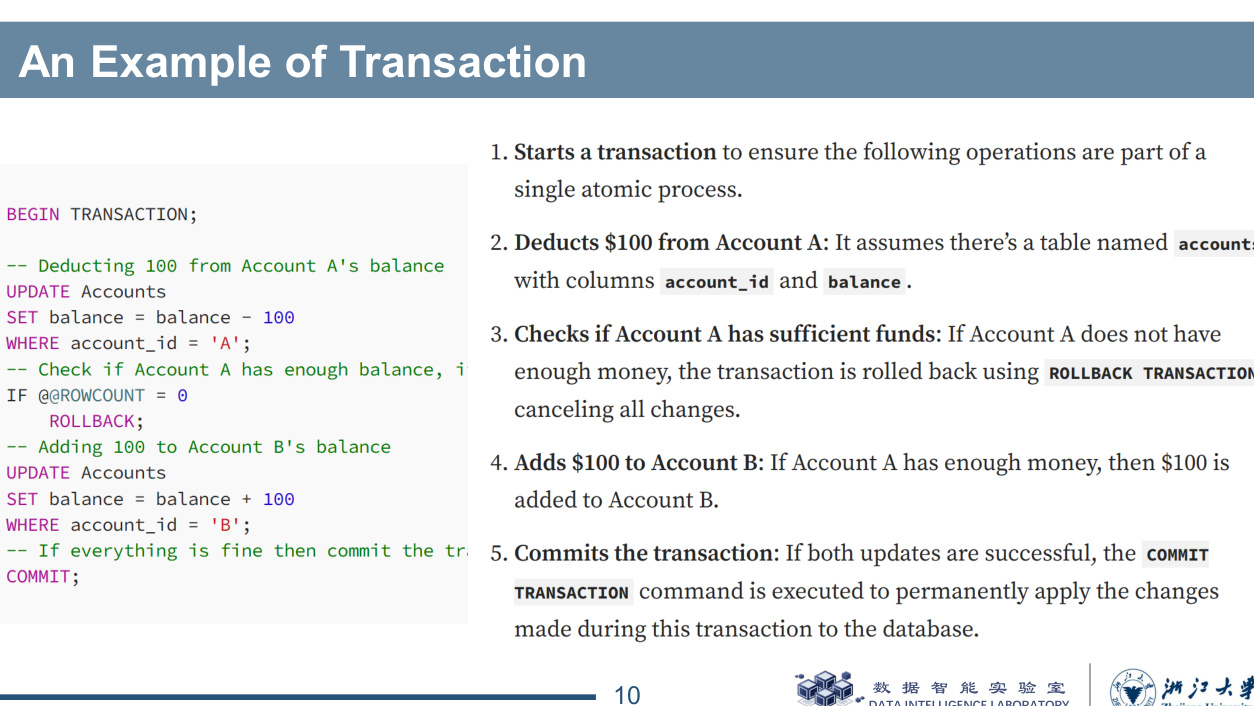 An Example of Transaction
BEGIN TRANSACTION;
-- Deducting 100 from Account A's balance
UPDATE Accounts
SET balance = balance - 100
WHERE account_id = 'A';
-- Check if Account A has enough balance, i
IF @@ROWCOUNT = 0
ROLLBACK;
-- Adding 100 to Account B's balance
UPDATE Accounts
SET balance = balance + 100
WHERE account_id = 'B';
-- If everything is fine then commit the tra
COMMIT;
1. Starts a transaction to ensure the following operations are part of a
single atomic process.
2. Deducts $100 from Account A: It assumes there’s a table named accounts
with columns account_id and balance.
3. Checks if Account A has sufficient funds: If Account A does not have
enough money, the transaction is rolled back using ROLLBACK TRANSACTION
canceling all changes.
4. Adds $100 to Account B: If Account A has enough money, then $100 is
added to Account B.
5. Commits the transaction: If both updates are successful, the COMMIT
TRANSACTION command is executed to permanently apply the changes
made during this transaction to the database.
10
数据智能实验室
DATA INTELLIGENCE LABORATORY
浙江大学